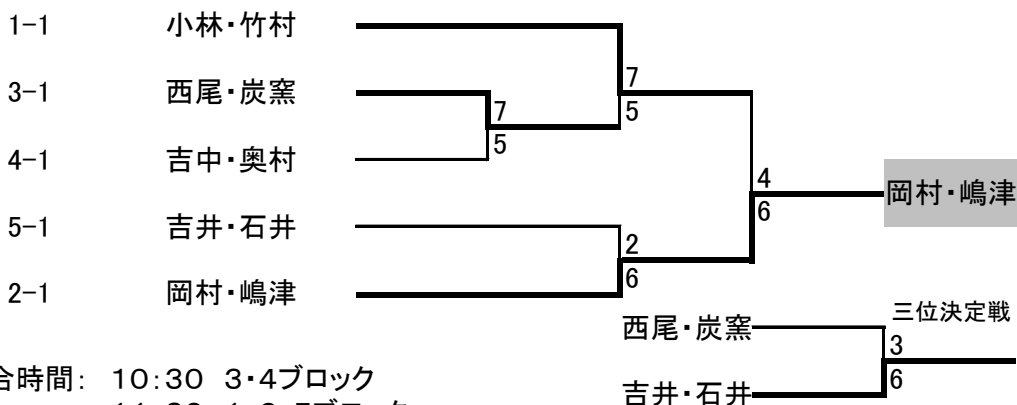 1-1 小林・竹村
7
3-1 西尾・炭窯
7
5
5
4-1 吉中・奥村
4
岡村・嶋津
6
5-1 吉井・石井
2
6
2-1 岡村・嶋津
三位決定戦
西尾・炭窯
3
6
合時間: 10:30 3・4ブロック
吉井・石井